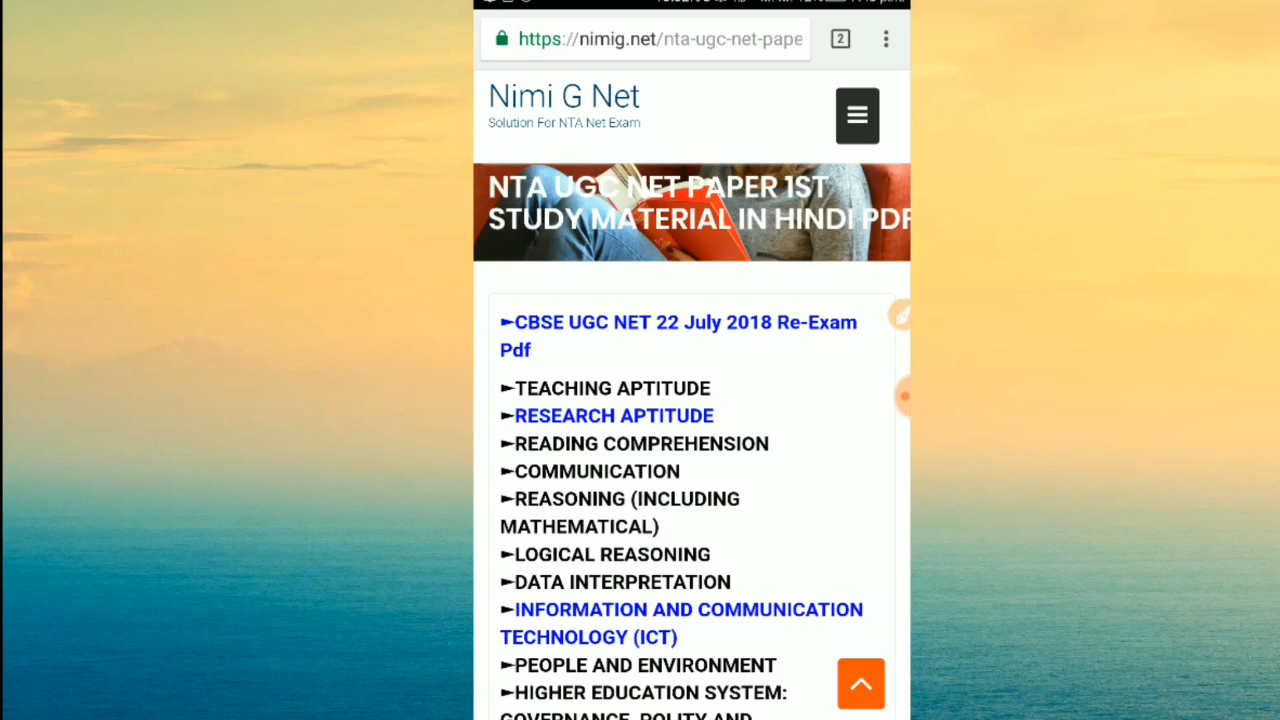 https://nimig.net/nta-ugc-net-pape
2
Nimi G Net
Solution For NTA Net Exam
NTA UGC NET PAPER 1ST
STUDY MATERIAL IN HINDI PDF
►CBSE UGC NET 22 July 2018 Re-Exam
Pdf
►TEACHING APTITUDE
►RESEARCH APTITUDE
►READING COMPREHENSION
►COMMUNICATION
►REASONING (INCLUDING
MATHEMATICAL)
►LOGICAL REASONING
►DATA INTERPRETATION
►INFORMATION AND COMMUNICATION
TECHNOLOGY (ICT)
►PEOPLE AND ENVIRONMENT
►HIGHER EDUCATION SYSTEM:
GOVERNANCE, POLITY AND